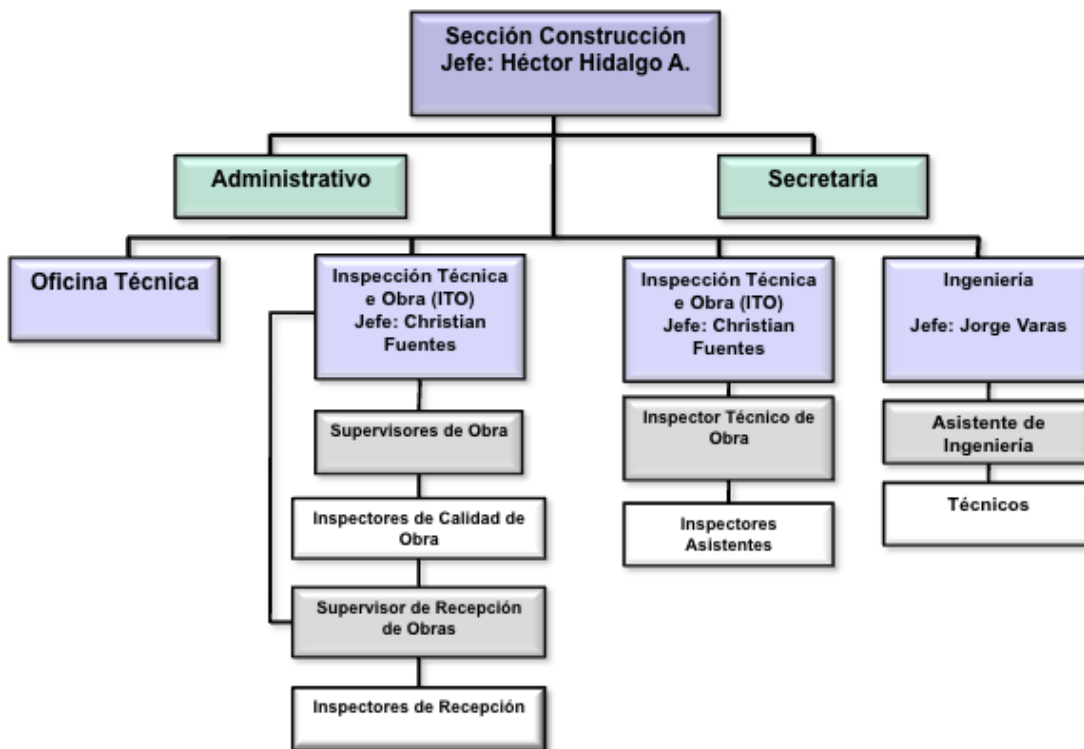 Sección Construcción
Jefe: Héctor Hidalgo A.
Administrativo
Secretaría
Oficina Técnica
Inspección Técnica
e Obra (ITO)
Jefe: Christian
Fuentes
Inspección Técnica
e Obra (ITO)
Jefe: Christian
Fuentes
Ingeniería
Jefe: Jorge Varas
Supervisores de Obra
Inspector Técnico de
Obra
Asistente de
Ingeniería
Inspectores de Calidad de
Obra
Inspectores
Asistentes
Técnicos
Supervisor de Recepción
de Obras
Inspectores de Recepción